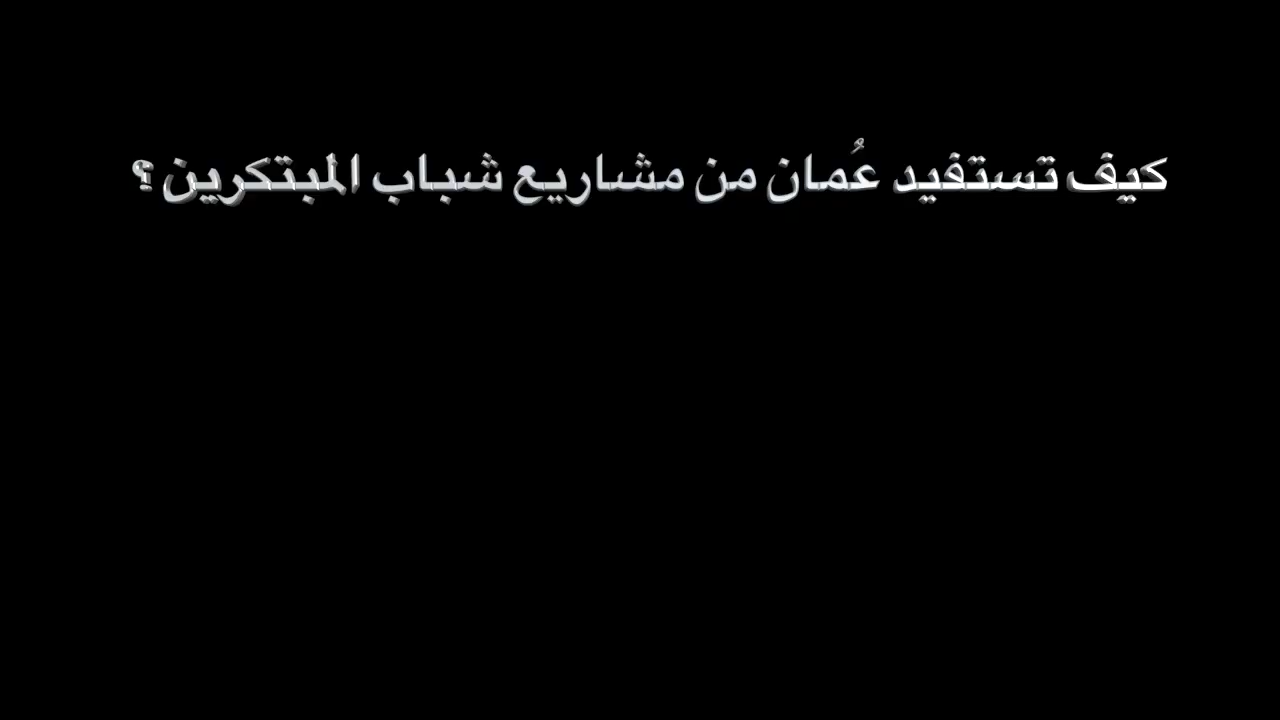 كيف تستفيد عُمان من مشاريع شباب المبتكرين ؟